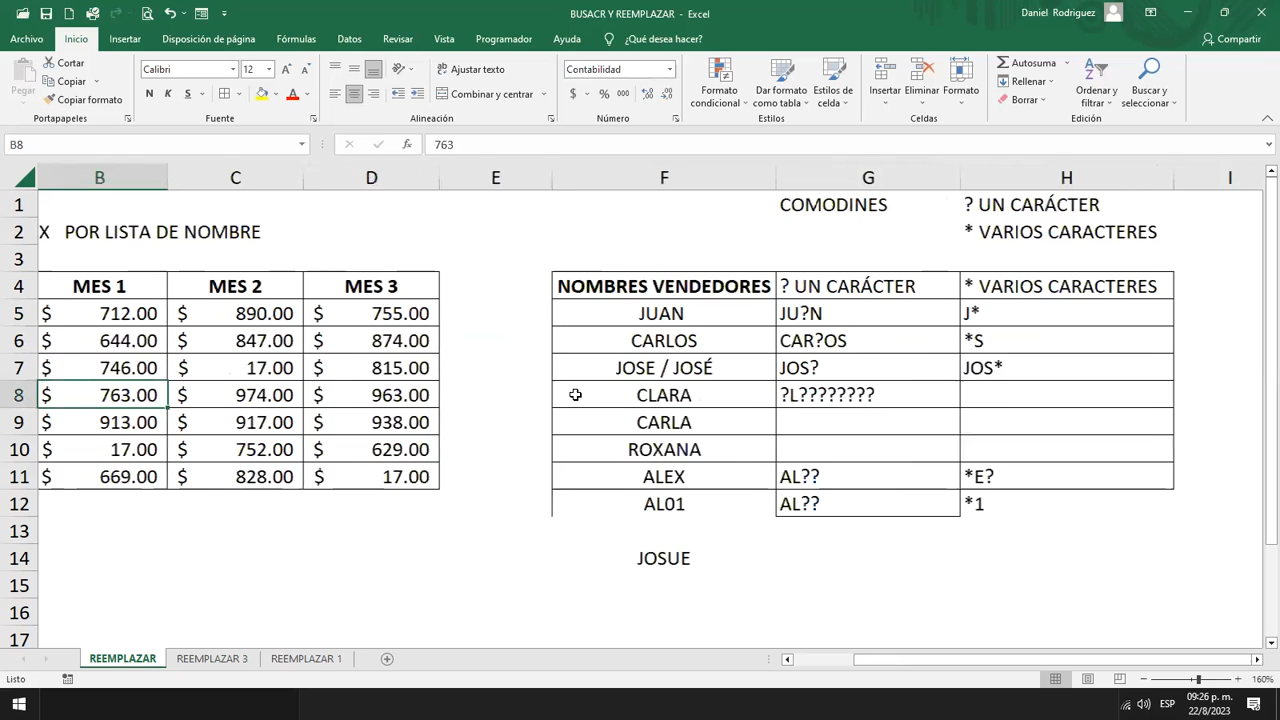 BUSACR Y REEMPLAZAR - Excel
Daniel Rodriguez
Archivo Inicio Insertar Disposición de página Fórmulas Datos Revisar Vista Programador Ayuda ¿Qué desea hacer? Compartir
Pegar
Cortar
Copiar
Copiar formato
Portapapeles
Calibri 12
N K S
Fuente
Ajustar texto
Combinar y centrar
Alineación
Contabilidad
$ % 000
Número
Formato condicional
Dar formato como tabla
Estilos de celda
Estilos
Insertar Eliminar Formato
Celdas
Autosuma
Rellenar
Borrar
Ordenar y filtrar
Buscar y seleccionar
Edición
B8 fx 763
B C D E F G H I
1 COMODINES ? UN CARÁCTER
2 X POR LISTA DE NOMBRE * VARIOS CARACTERES
3
4 MES 1 MES 2 MES 3 NOMBRES VENDEDORES ? UN CARÁCTER * VARIOS CARACTERES
5 $ 712.00 $ 890.00 $ 755.00 JUAN JU?N J*
6 $ 644.00 $ 847.00 $ 874.00 CARLOS CAR?OS *S
7 $ 746.00 $ 17.00 $ 815.00 JOSE / JOSÉ JOS? JOS*
8 $ 763.00 $ 974.00 $ 963.00 CLARA ?L????????
9 $ 913.00 $ 917.00 $ 938.00 CARLA
10 $ 17.00 $ 752.00 $ 629.00 ROXANA
11 $ 669.00 $ 828.00 $ 17.00 ALEX AL?? *E?
12 AL01 AL?? *1
13
14 JOSUE
15
16
17
REEMPLAZAR REEMPLAZAR 3 REEMPLAZAR 1
Listo 160%
ESP 09:26 p. m.
22/8/2023